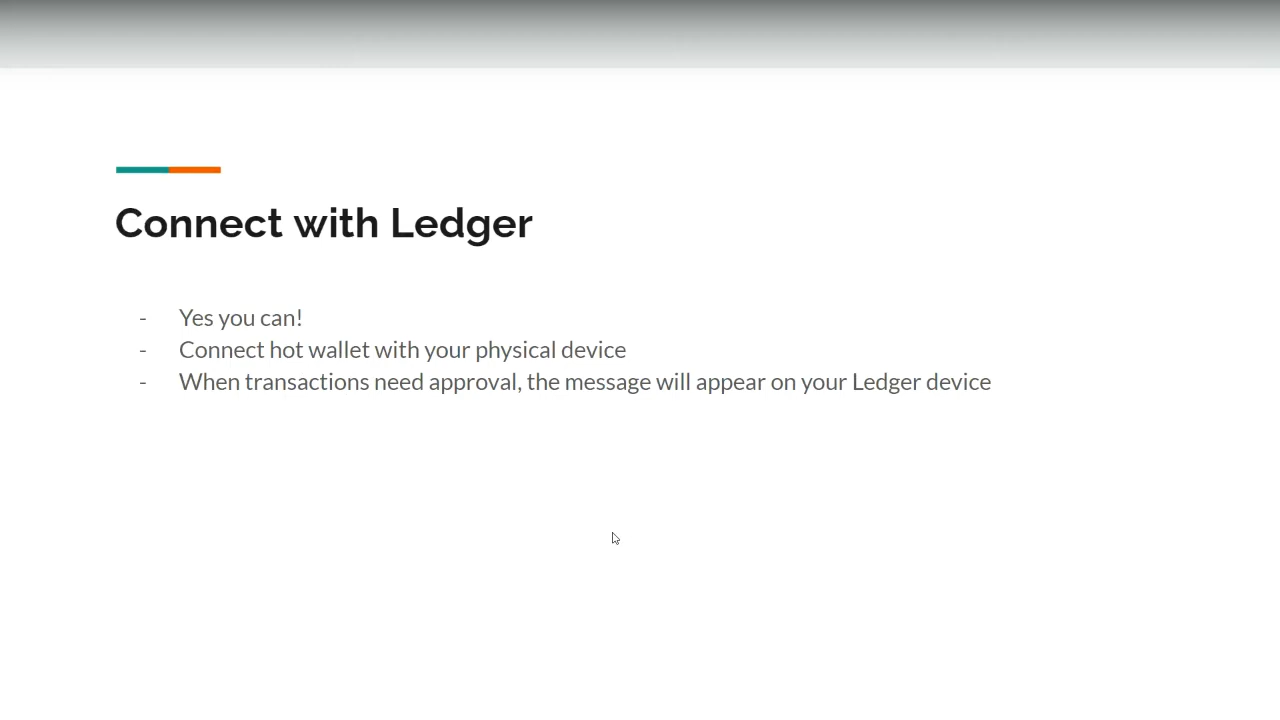 Connect with Ledger
- Yes you can!
- Connect hot wallet with your physical device
- When transactions need approval, the message will appear on your Ledger device